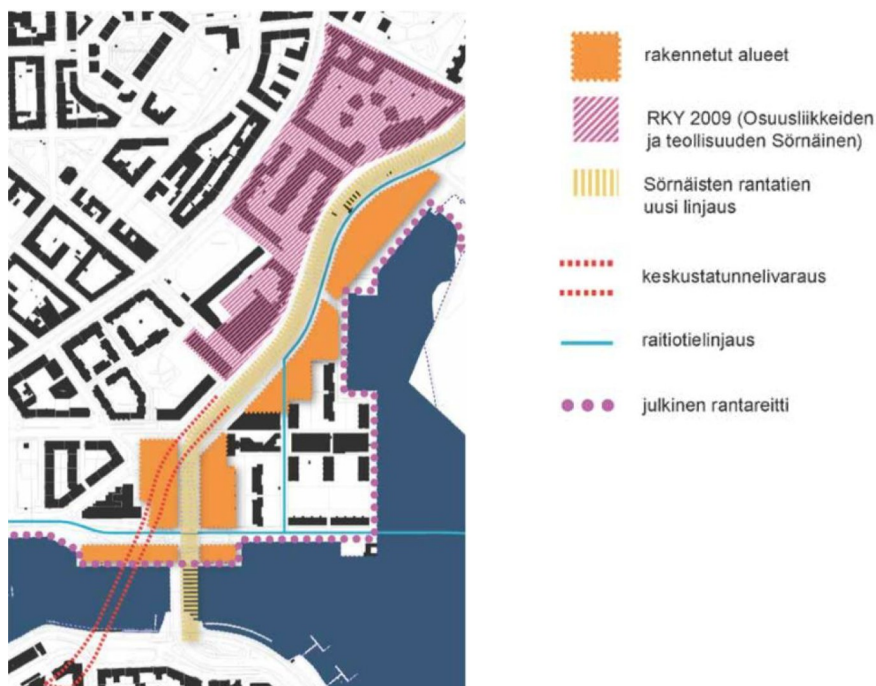 rakennetut alueet
RKY 2009 (Osuusliikkeiden
ja teollisuuden Sörnäinen)
Sörnäisten rantatien
uusi linjaus
keskustatunnelivaraus
raitiotielinjaus
julkinen rantareitti